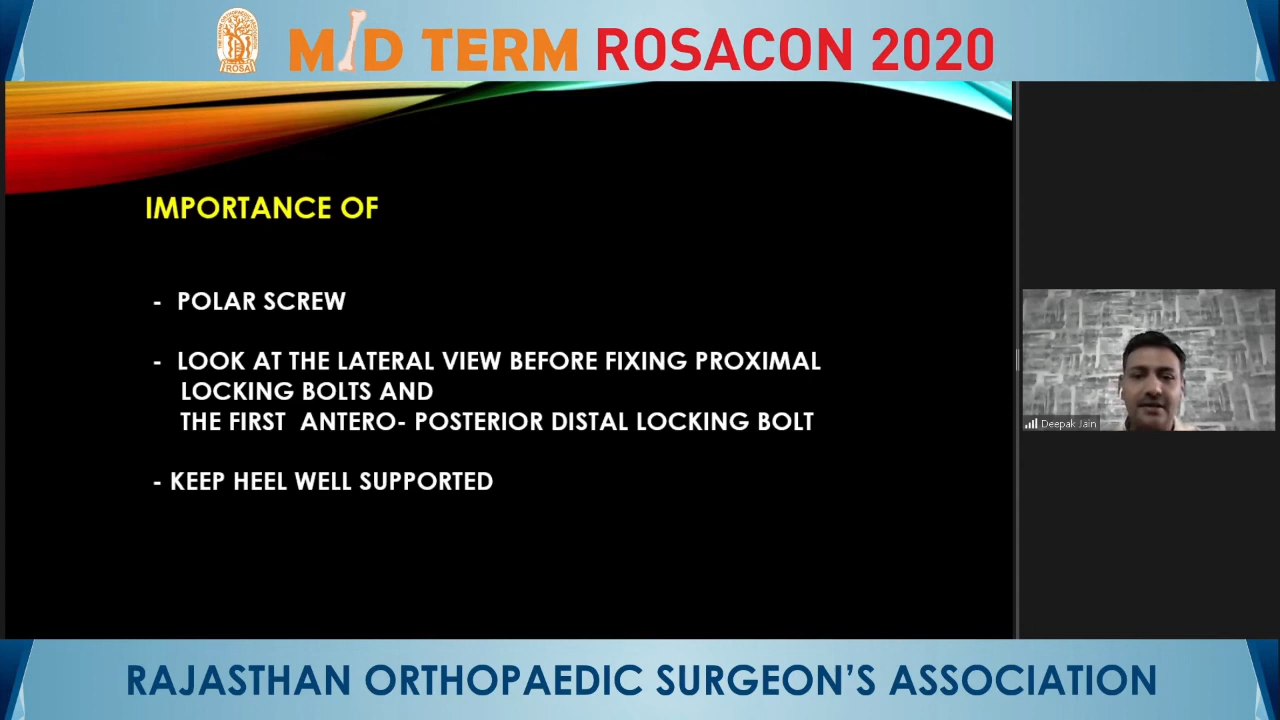 MID TERM ROSACON 2020
ROSA
IMPORTANCE OF
- POLAR SCREW
- LOOK AT THE LATERAL VIEW BEFORE FIXING PROXIMAL
LOCKING BOLTS AND
THE FIRST ANTERO- POSTERIOR DISTAL LOCKING BOLT
- KEEP HEEL WELL SUPPORTED
Deepak Jain
RAJASTHAN ORTHOPAEDIC SURGEON'S ASSOCIATION